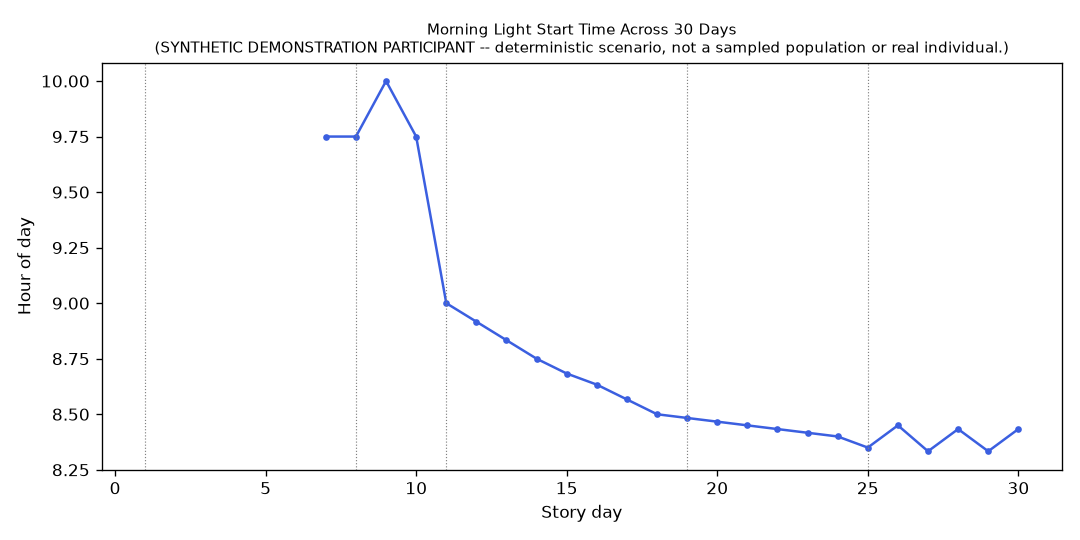 Morning Light Start Time Across 30 Days
(SYNTHETIC DEMONSTRATION PARTICIPANT -- deterministic scenario, not a sampled population or real individual.)
10.00
9.75
9.50
9.25
9.00
8.75
8.50
8.25
Hour of day
0 5 10 15 20 25 30
Story day